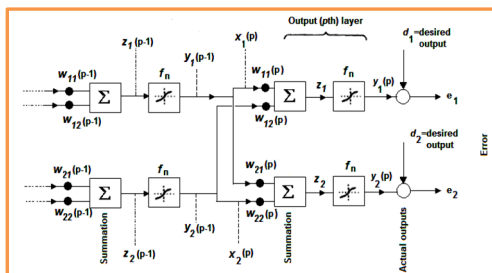 Output (pth) layer
d1=desired output
x1(p)
z1(p-1)
y1(p-1)
w11(p-1)
fn
w11(p)
fn
Σ
Σ
z1
y1(p)
e1
w12(p-1)
w12(p)
d2=desired output
Error
w21(p-1)
fn
w21(p)
fn
Σ
Σ
z2
y2(p)
e2
w22(p-1)
w22(p)
Summation
z2(p-1)
y2(p-1)
x2(p)
Summation
Actual outputs